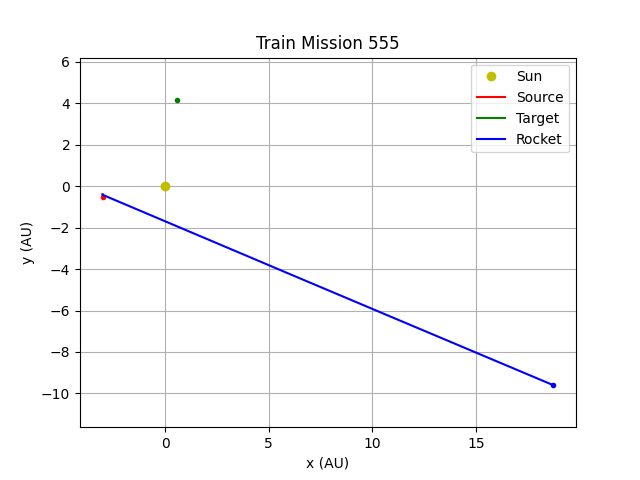 Train Mission 555
Sun
Source
Target
Rocket
6
4
2
0
−2
−4
−6
−8
−10
y (AU)
0 5 10 15
x (AU)